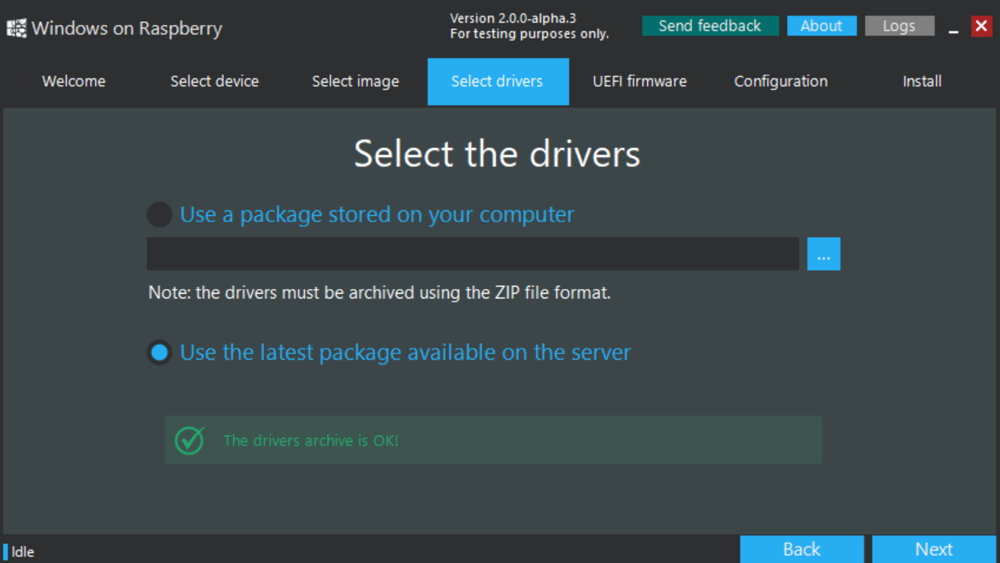 Windows on Raspberry
Version 2.0.0-alpha.3
For testing purposes only.
Send feedback
About
Logs
Welcome
Select device
Select image
Select drivers
UEFI firmware
Configuration
Install
Select the drivers
Use a package stored on your computer
...
Note: the drivers must be archived using the ZIP file format.
Use the latest package available on the server
The drivers archive is OK!
Idle
Back
Next